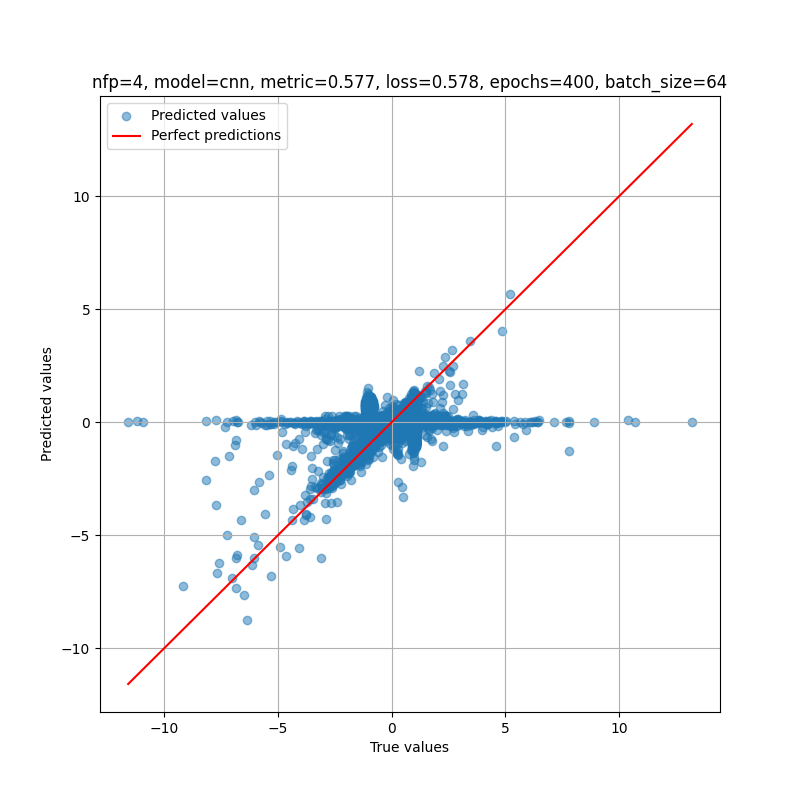 nfp=4, model=cnn, metric=0.577, loss=0.578, epochs=400, batch_size=64
Predicted values
Perfect predictions
10
5
0
−5
−10
Predicted values
−10
−5
0
5
10
True values